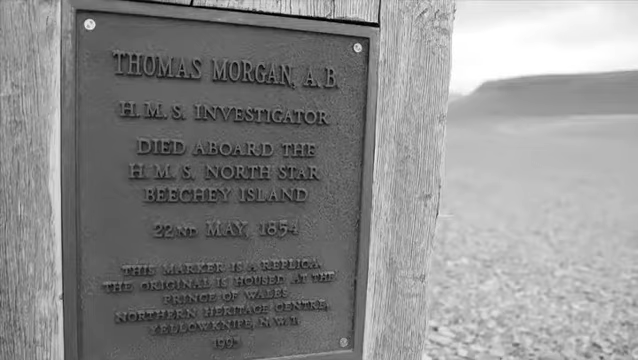 THOMAS MORGAN, A.B.
H.M.S. INVESTIGATOR
DIED ABOARD THE
H.M.S. NORTH STAR
BEECHEY ISLAND
22ND. MAY, 1854
THIS MARKER IS A REPLICA.
THE ORIGINAL IS HOUSED AT THE
PRINCE OF WALES
NORTHERN HERITAGE CENTRE,
YELLOWKNIFE, N.W.T.